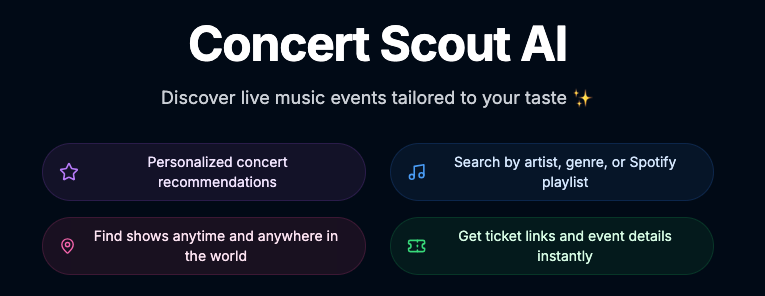 Concert Scout AI
Discover live music events tailored to your taste ✨
Personalized concert
recommendations
Search by artist, genre, or Spotify
playlist
Find shows anytime and anywhere in
the world
Get ticket links and event details
instantly